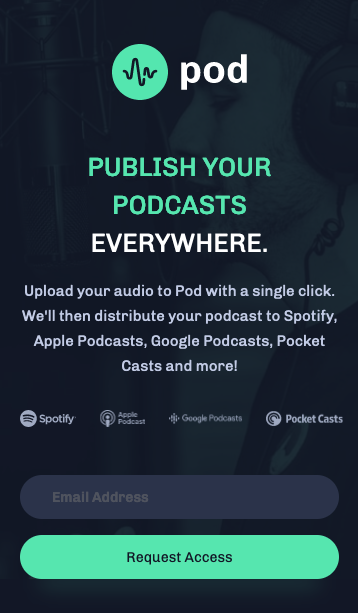 pod
PUBLISH YOUR
PODCASTS
EVERYWHERE.
Upload your audio to Pod with a single click.
We'll then distribute your podcast to Spotify,
Apple Podcasts, Google Podcasts, Pocket
Casts and more!
Spotify Apple Podcast Google Podcasts Pocket Casts
Email Address
Request Access